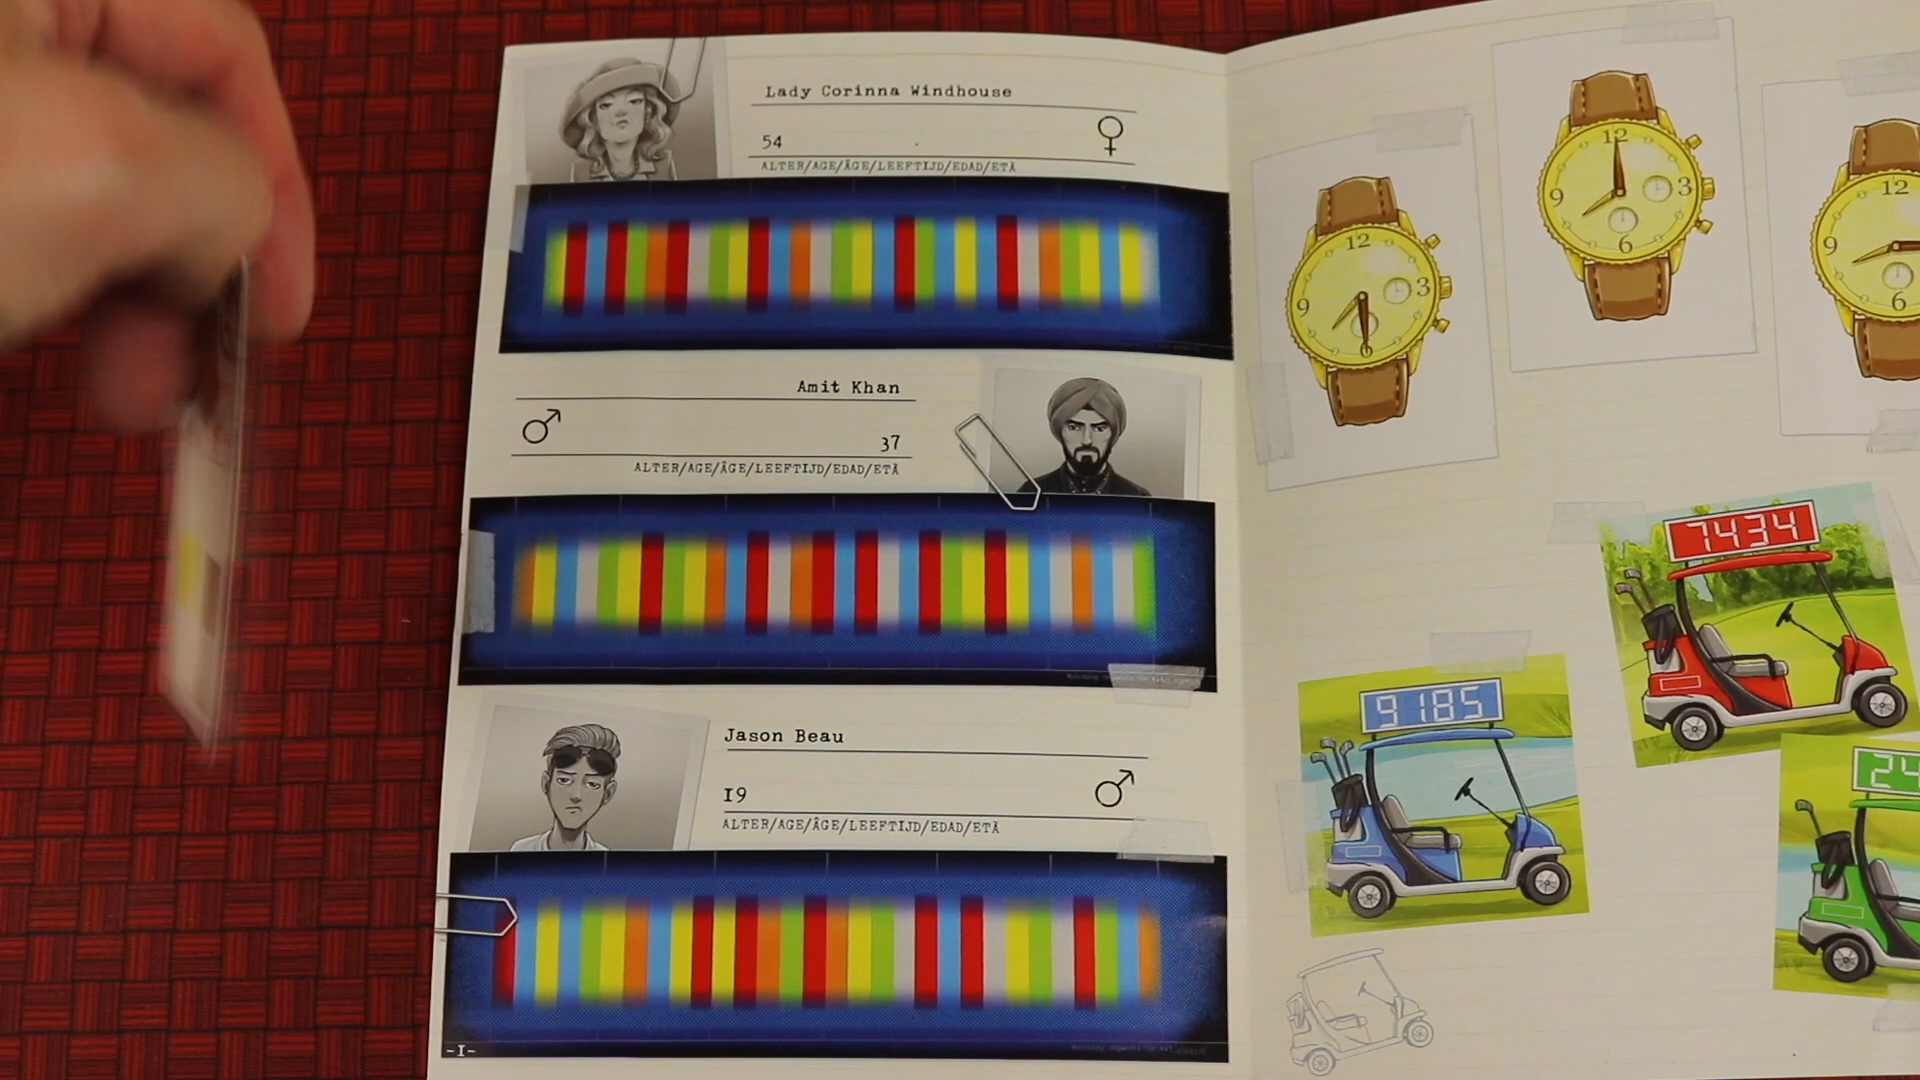 Lady Corinna Windhouse
54
ALTER/AGE/ÂGE/LEEFTIJD/EDAD/ETÀ
Amit Khan
37
ALTER/AGE/ÂGE/LEEFTIJD/EDAD/ETÀ
Jason Beau
19
ALTER/AGE/ÂGE/LEEFTIJD/EDAD/ETÀ
-I-
12
9 3
12
9 3
6
12
9
6
7434
9185
24